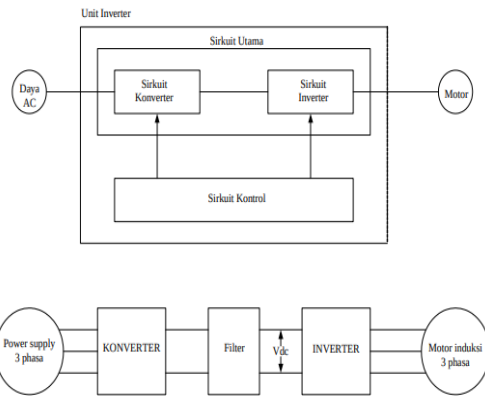 Unit Inverter
Sirkuit Utama
Daya
AC
Sirkuit
Konverter
Sirkuit
Inverter
Motor
Sirkuit Kontrol
Power supply
3 phasa
KONVERTER
Filter
Vdc
INVERTER
Motor induksi
3 phasa